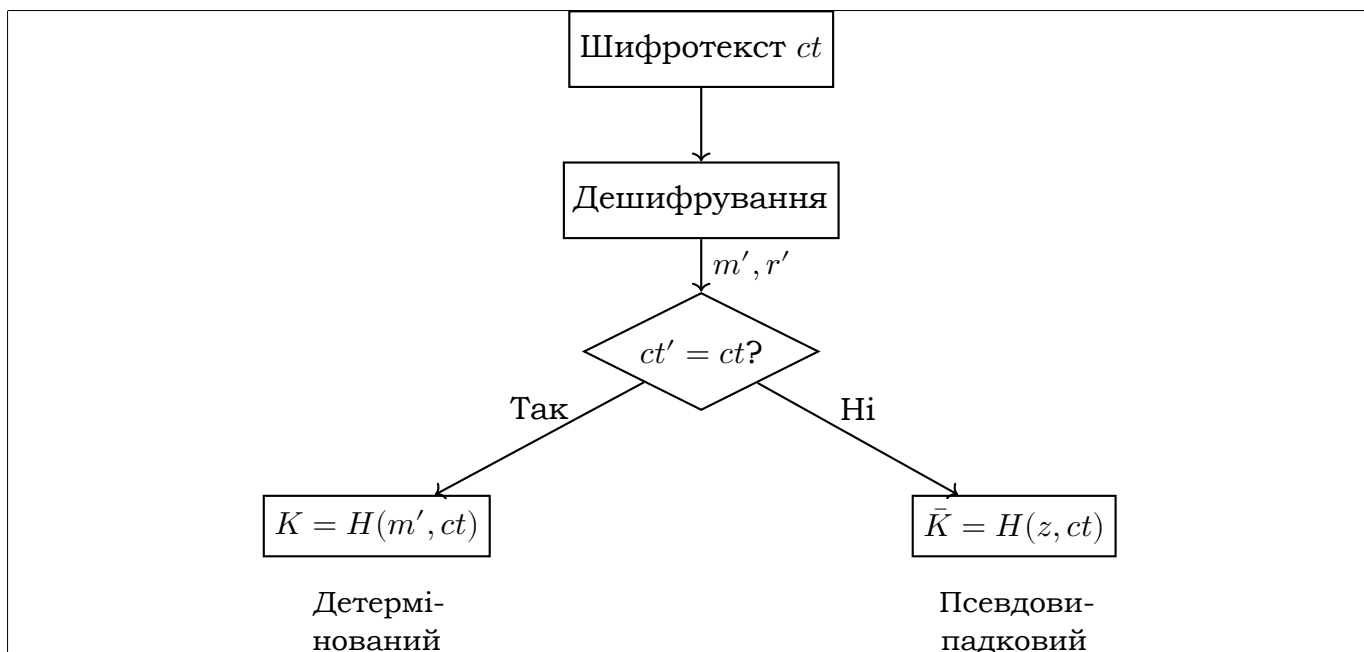 Шифротекст ct
Дешифрування
m′, r′
ct′ = ct?
Так
Ні
K = H(m′, ct)
K̄ = H(z, ct)
Детермі-
нований
Псевдови-
падковий